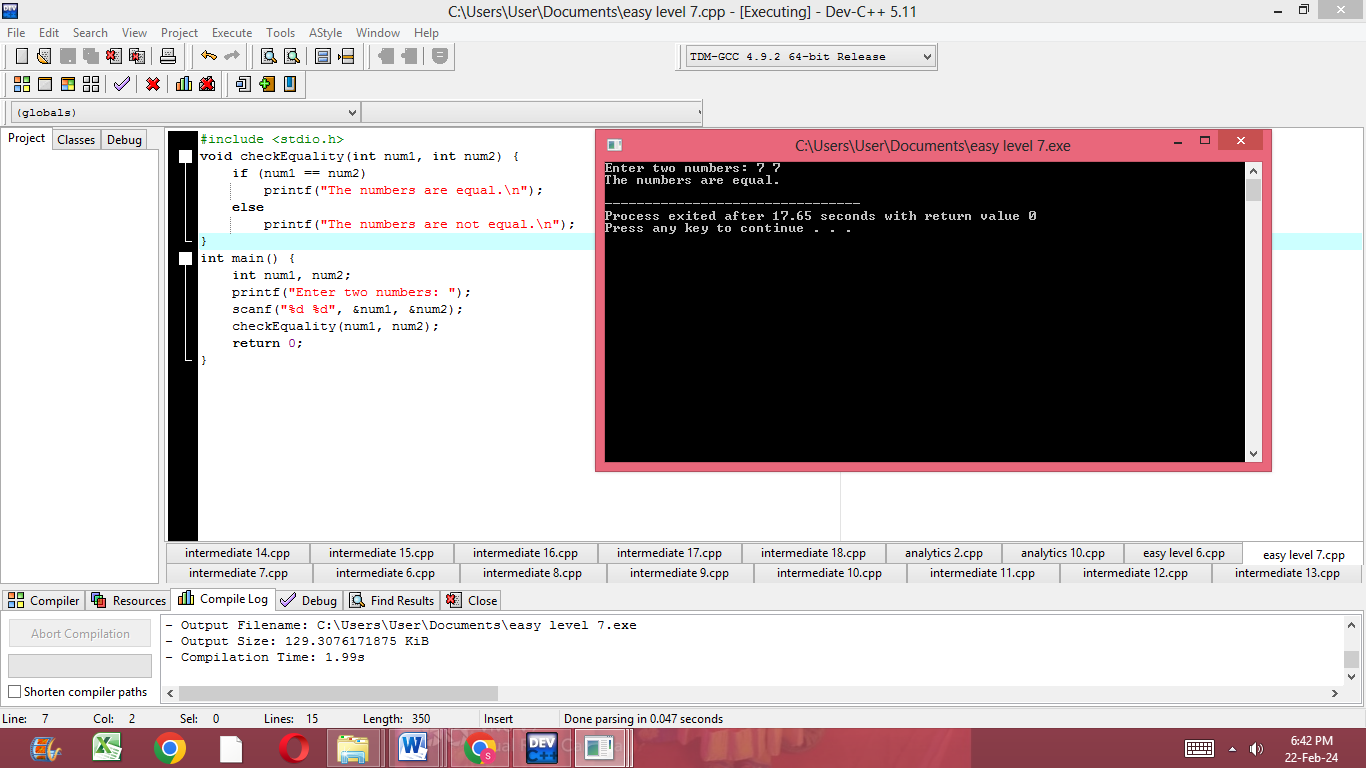 C:\Users\User\Documents\easy level 7.cpp - [Executing] - Dev-C++ 5.11
File Edit Search View Project Execute Tools AStyle Window Help
TDM-GCC 4.9.2 64-bit Release
(globals)
Project Classes Debug
#include <stdio.h>
void checkEquality(int num1, int num2) {
    if (num1 == num2)
        printf("The numbers are equal.\n");
    else
        printf("The numbers are not equal.\n");
}
int main() {
    int num1, num2;
    printf("Enter two numbers: ");
    scanf("%d %d", &num1, &num2);
    checkEquality(num1, num2);
    return 0;
}
C:\Users\User\Documents\easy level 7.exe
Enter two numbers: 7 7
The numbers are equal.
--------------------------------
Process exited after 17.65 seconds with return value 0
Press any key to continue . . .
intermediate 14.cpp intermediate 15.cpp intermediate 16.cpp intermediate 17.cpp intermediate 18.cpp analytics 2.cpp analytics 10.cpp easy level 6.cpp easy level 7.cpp
intermediate 7.cpp intermediate 6.cpp intermediate 8.cpp intermediate 9.cpp intermediate 10.cpp intermediate 11.cpp intermediate 12.cpp intermediate 13.cpp
Compiler Resources Compile Log Debug Find Results Close
Abort Compilation
Shorten compiler paths
- Output Filename: C:\Users\User\Documents\easy level 7.exe
- Output Size: 129.3076171875 KiB
- Compilation Time: 1.99s
Line: 7 Col: 2 Sel: 0 Lines: 15 Length: 350 Insert Done parsing in 0.047 seconds
DEV C++
6:42 PM
22-Feb-24